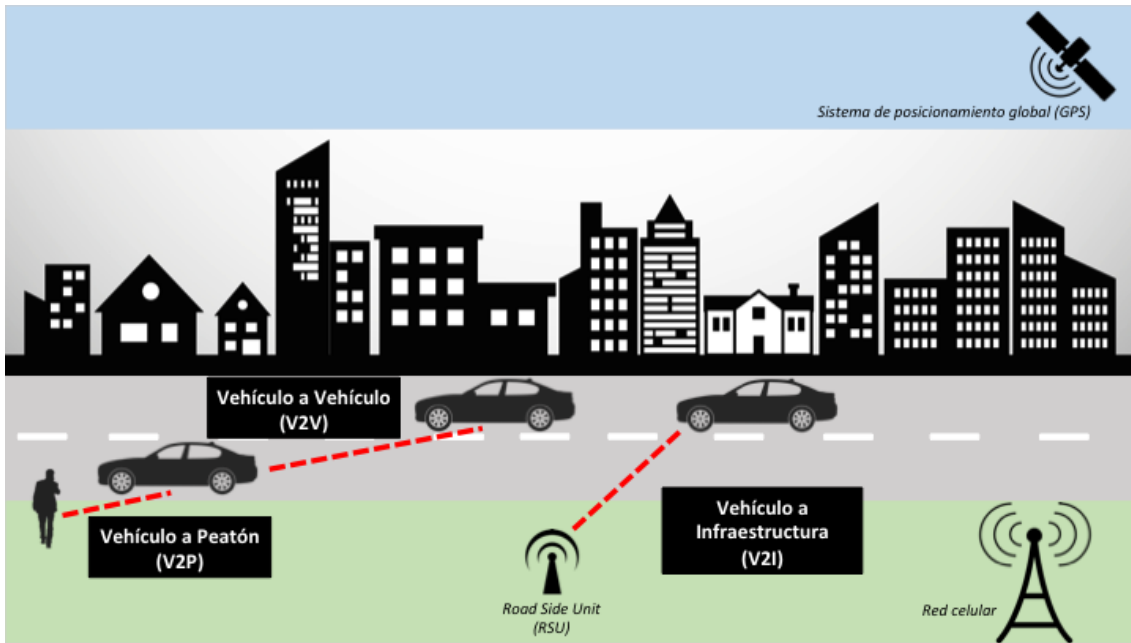 Sistema de posicionamiento global (GPS)
Vehículo a Vehículo
(V2V)
Vehículo a Peatón
(V2P)
Vehículo a
Infraestructura
(V2I)
Road Side Unit
(RSU)
Red celular